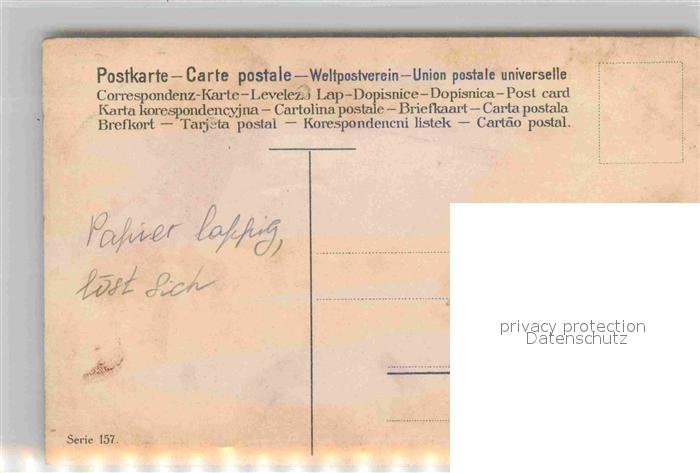 Postkarte – Carte postale – Weltpostverein – Union postale universelle
Correspondenz-Karte – Levelező Lap – Dopisnice – Dopisnica – Post card
Karta korespondencyjna – Cartolina postale – Briefkaart – Carta postala
Brefkort — Tarjeta postal — Korespondencni listek — Cartão postal.
Papier lappig,
löst sich
privacy protection
Datenschutz
Serie 157.